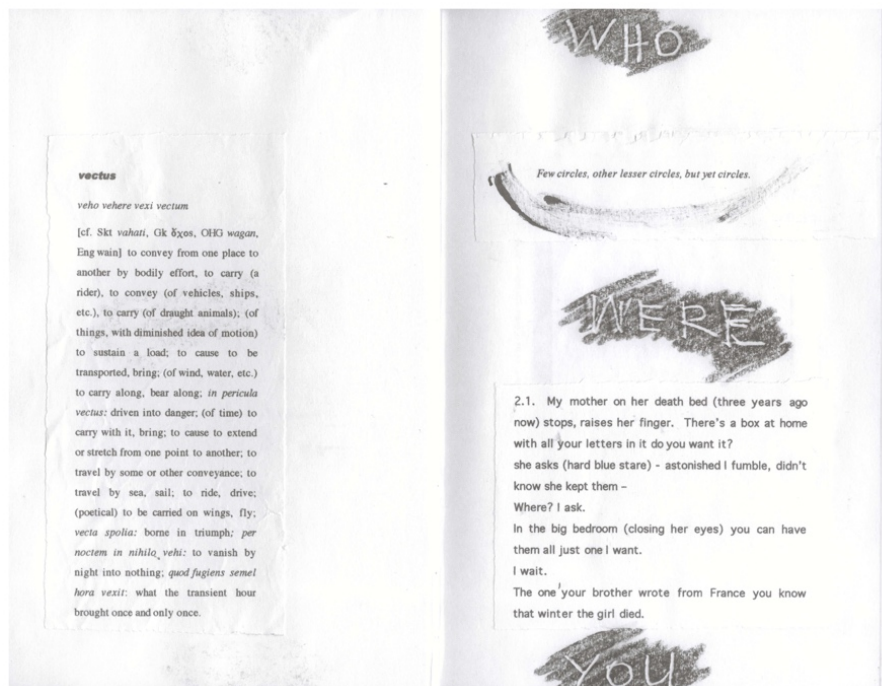 vectus
veho vehere vexi vectum
[cf. Skt vahati, Gk ὄχος, OHG wagan,
Eng wain] to convey from one place to
another by bodily effort, to carry (a
rider), to convey (of vehicles, ships,
etc.), to carry (of draught animals); (of
things, with diminished idea of motion)
to sustain a load; to cause to be
transported, bring; (of wind, water, etc.)
to carry along, bear along; in pericula
vectus: driven into danger; (of time) to
carry with it, bring; to cause to extend
or stretch from one point to another; to
travel by some or other conveyance; to
travel by sea, sail; to ride, drive;
(poetical) to be carried on wings, fly;
vecta spolia: borne in triumph; per
noctem in nihilo vehi: to vanish by
night into nothing; quod fugiens semel
hora vexit: what the transient hour
brought once and only once.
WHO
Few circles, other lesser circles, but yet circles.
WERE
2.1. My mother on her death bed (three years ago
now) stops, raises her finger. There's a box at home
with all your letters in it do you want it?
she asks (hard blue stare) - astonished I fumble, didn't
know she kept them –
Where? I ask.
In the big bedroom (closing her eyes) you can have
them all just one I want.
I wait.
The one your brother wrote from France you know
that winter the girl died.
YOU